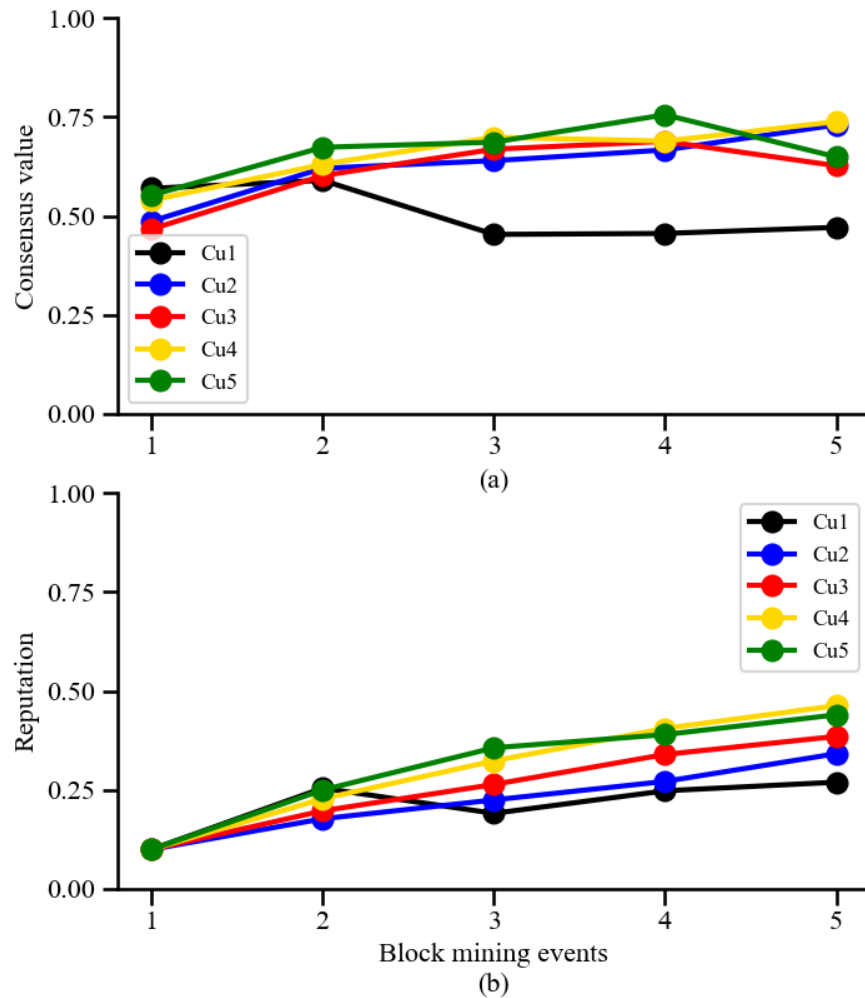 1.00
0.75
0.50
0.25
0.00
Consensus value
Cu1
Cu2
Cu3
Cu4
Cu5
1 2 3 4 5
(a)
1.00
0.75
0.50
0.25
0.00
Reputation
Cu1
Cu2
Cu3
Cu4
Cu5
1 2 3 4 5
Block mining events
(b)